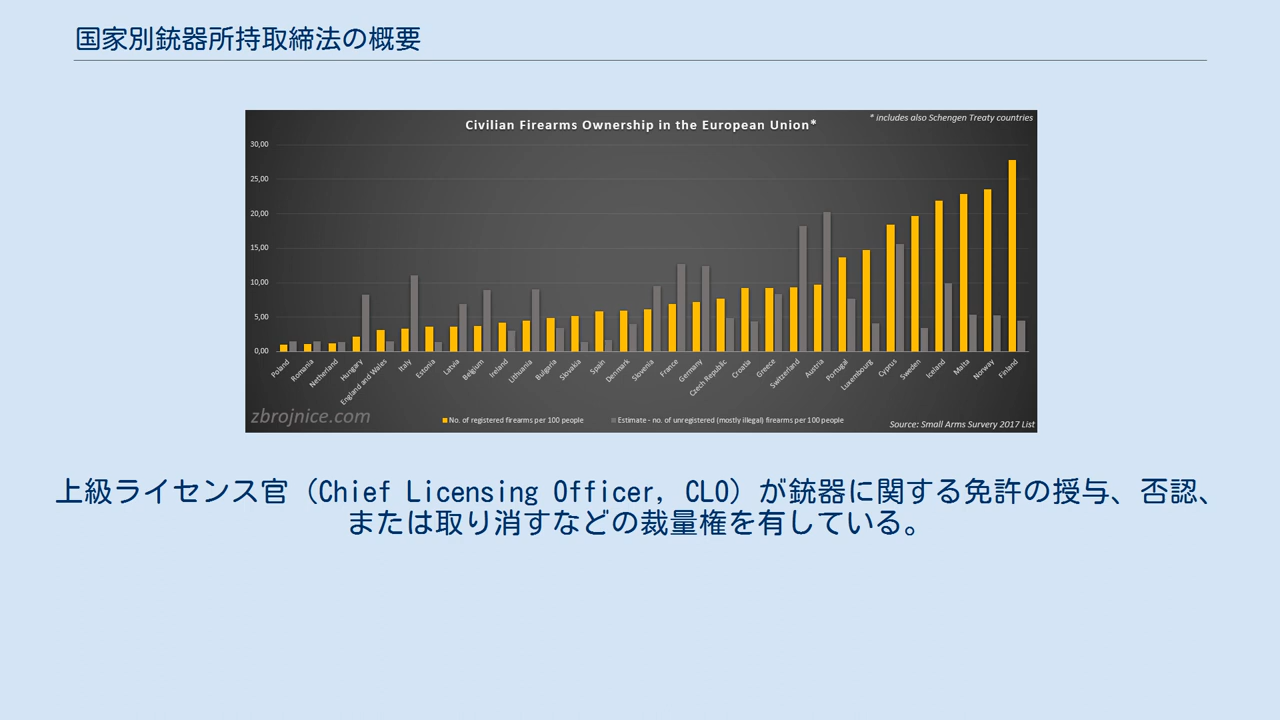 国家別銃器所持取締法の概要
Civilian Firearms Ownership in the European Union*
* includes also Schengen Treaty countries
30,00
25,00
20,00
15,00
10,00
5,00
0,00
Poland
Romania
Netherland
Hungary
England and Wales
Italy
Estonia
Latvia
Belgium
Ireland
Lithuania
Bulgaria
Slovakia
Spain
Denmark
Slovenia
France
Germany
Czech Republic
Croatia
Greece
Switzerland
Austria
Portugal
Luxembourg
Cyprus
Sweden
Iceland
Malta
Norway
Finland
zbrojnice.com
No. of registered firearms per 100 people
Estimate - no. of unregistered (mostly illegal) firearms per 100 people
Source: Small Arms Survery 2017 List
上級ライセンス官（Chief Licensing Officer, CLO）が銃器に関する免許の授与、否認、
または取り消すなどの裁量権を有している。